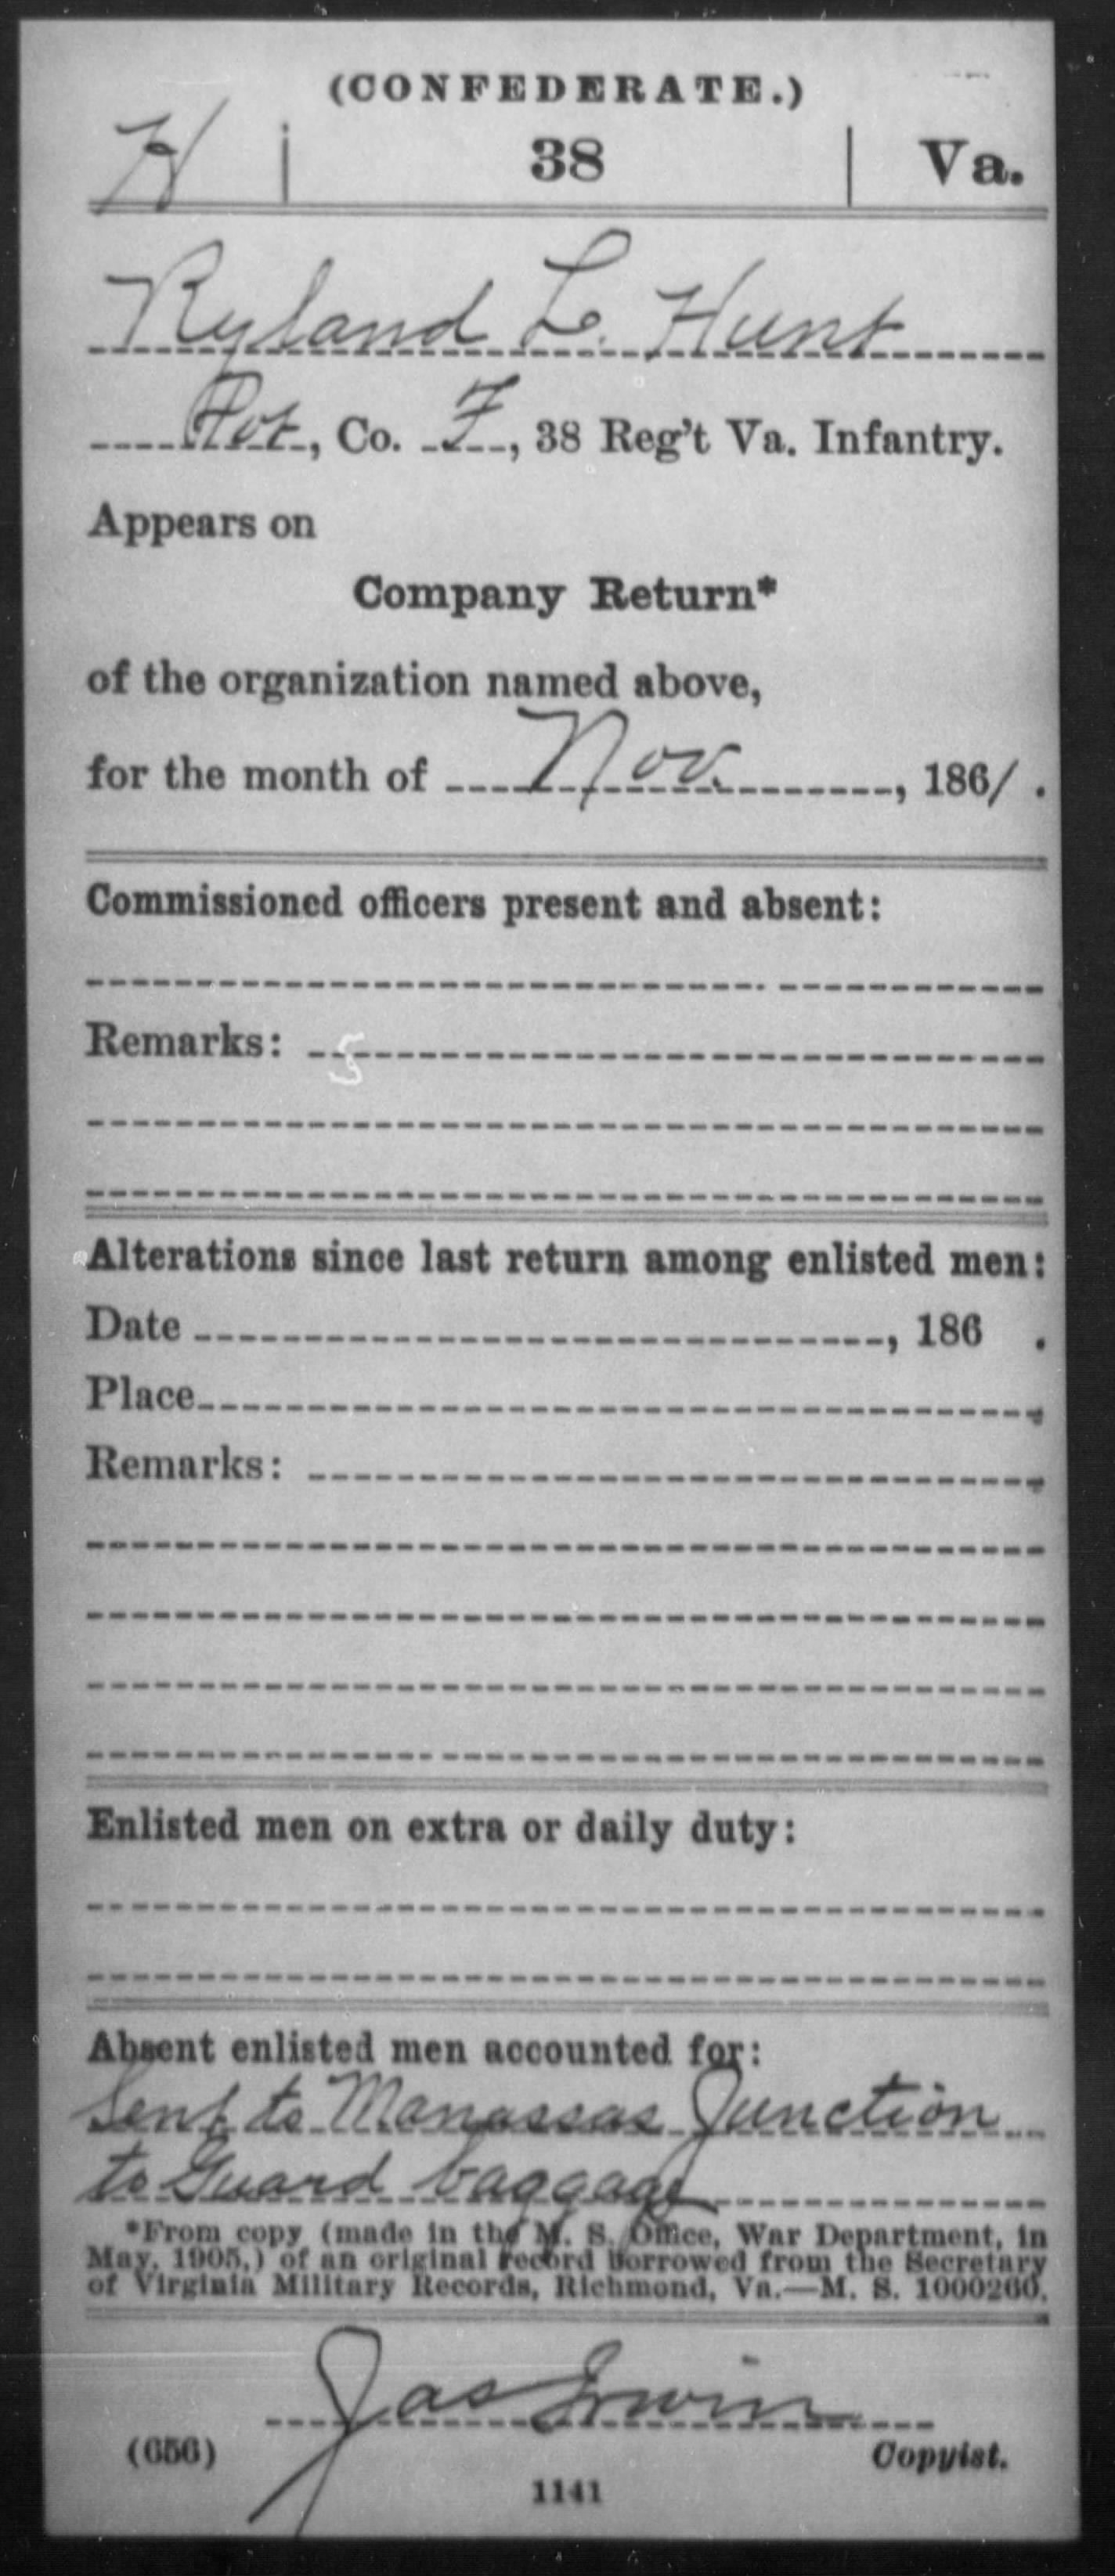 (CONFEDERATE.)
H | 38 | Va.
Ryland L. Hunt
Pvt, Co. F, 38 Reg't Va. Infantry.
Appears on
Company Return*
of the organization named above,
for the month of Nov., 1861.
Commissioned officers present and absent:
Remarks:
5
Alterations since last return among enlisted men:
Date , 186 .
Place
Remarks:
Enlisted men on extra or daily duty:
Absent enlisted men accounted for:
Sent to Manassas Junction
to Guard baggage
*From copy (made in the M. S. Office, War Department, in
May, 1905,) of an original record borrowed from the Secretary
of Virginia Military Records, Richmond, Va.—M. S. 1000260.
Jas Irwin
(656) Copyist.
1141